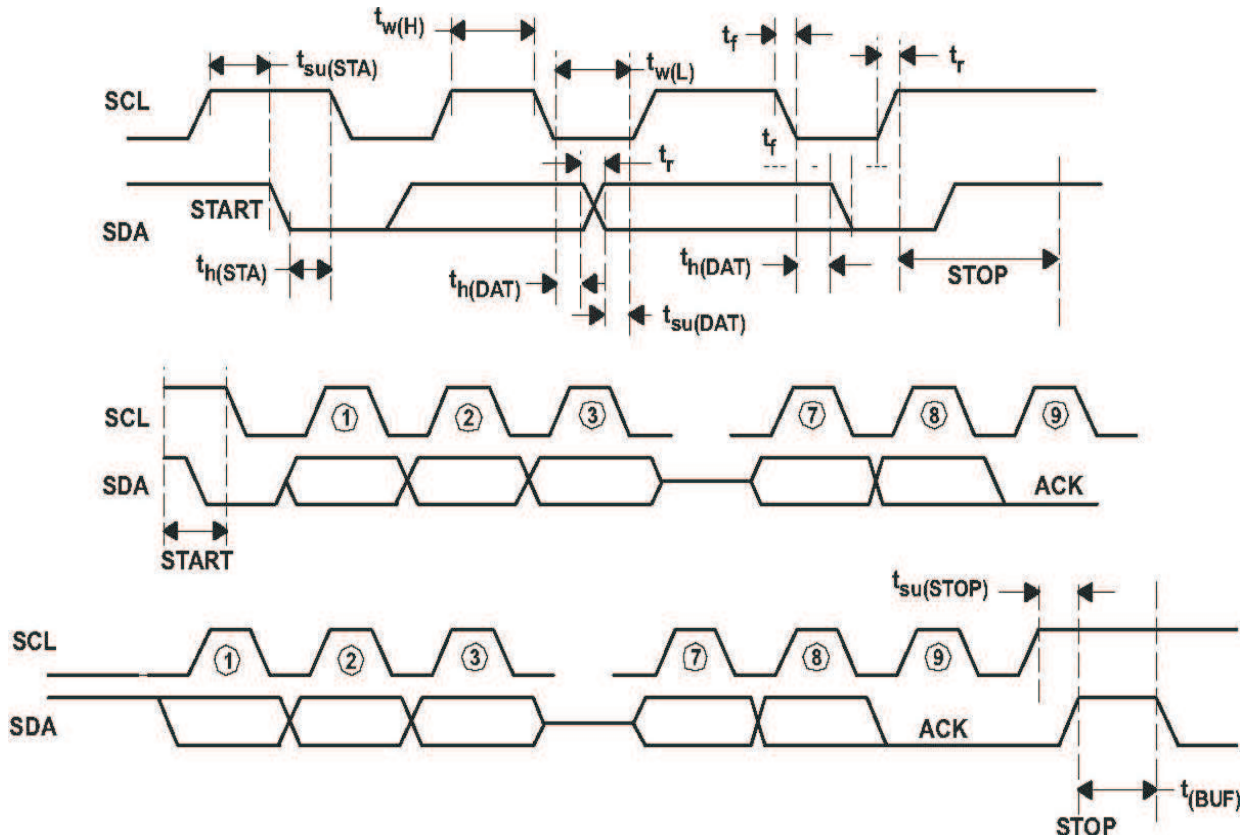 tw(H)
tf
tsu(STA)
tw(L)
tr
SCL
tr
tf
START
SDA
th(STA)
th(DAT)
th(DAT)
STOP
tsu(DAT)
1 2 3 7 8 9
SCL
SDA
ACK
START
tsu(STOP)
SCL
1 2 3 7 8 9
SDA
ACK
t(BUF)
STOP